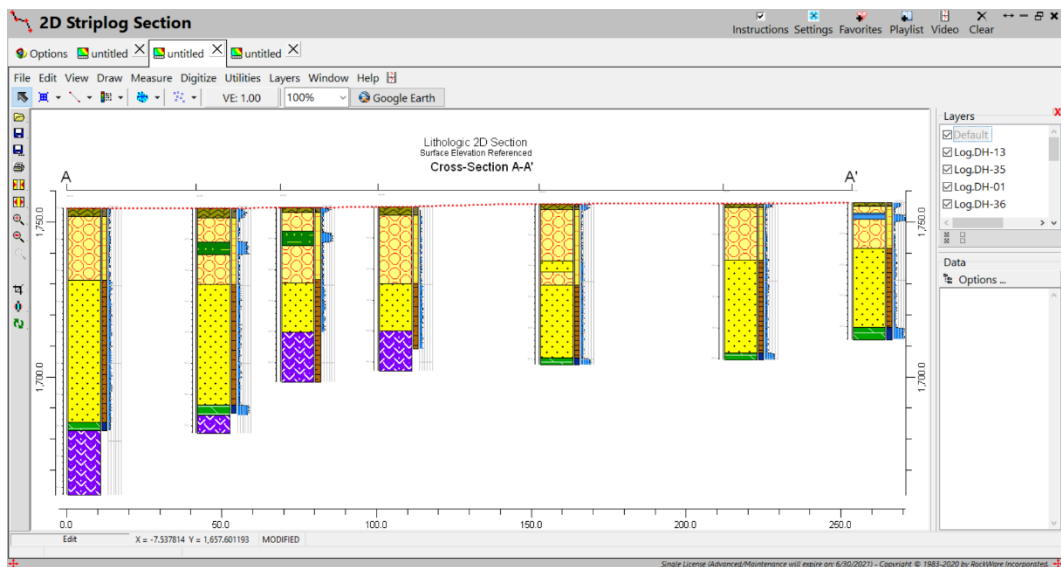 2D Striplog Section
Instructions Settings Favorites Playlist Video Clear
Options untitled untitled untitled
File Edit View Draw Measure Digitize Utilities Layers Window Help
VE: 1.00 100% Google Earth
Layers
Default
Log.DH-13
Log.DH-35
Log.DH-01
Log.DH-36
Lithologic 2D Section
Surface Elevation Referenced
Cross-Section A-A'
A A'
1,750.0 1,750.0
1,700.0 1,700.0
Data
Options ...
0.0 50.0 100.0 150.0 200.0 250.0
Edit X = -7.537814 Y = 1,657.601193 MODIFIED
Single License (Advanced/Maintenance will expire on: 6/30/2021) - Copyright © 1983-2020 by RockWare Incorporated.